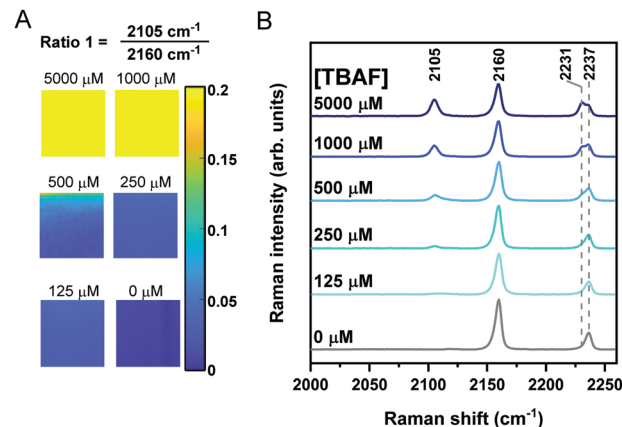 A
Ratio 1 = 2105 cm⁻¹ / 2160 cm⁻¹
5000 μM 1000 μM
500 μM 250 μM
125 μM 0 μM
0.2
0.15
0.1
0.05
0
B
Raman intensity (arb. units)
[TBAF]
2105
2160
2231
2237
5000 μM
1000 μM
500 μM
250 μM
125 μM
0 μM
2000 2050 2100 2150 2200 2250
Raman shift (cm⁻¹)